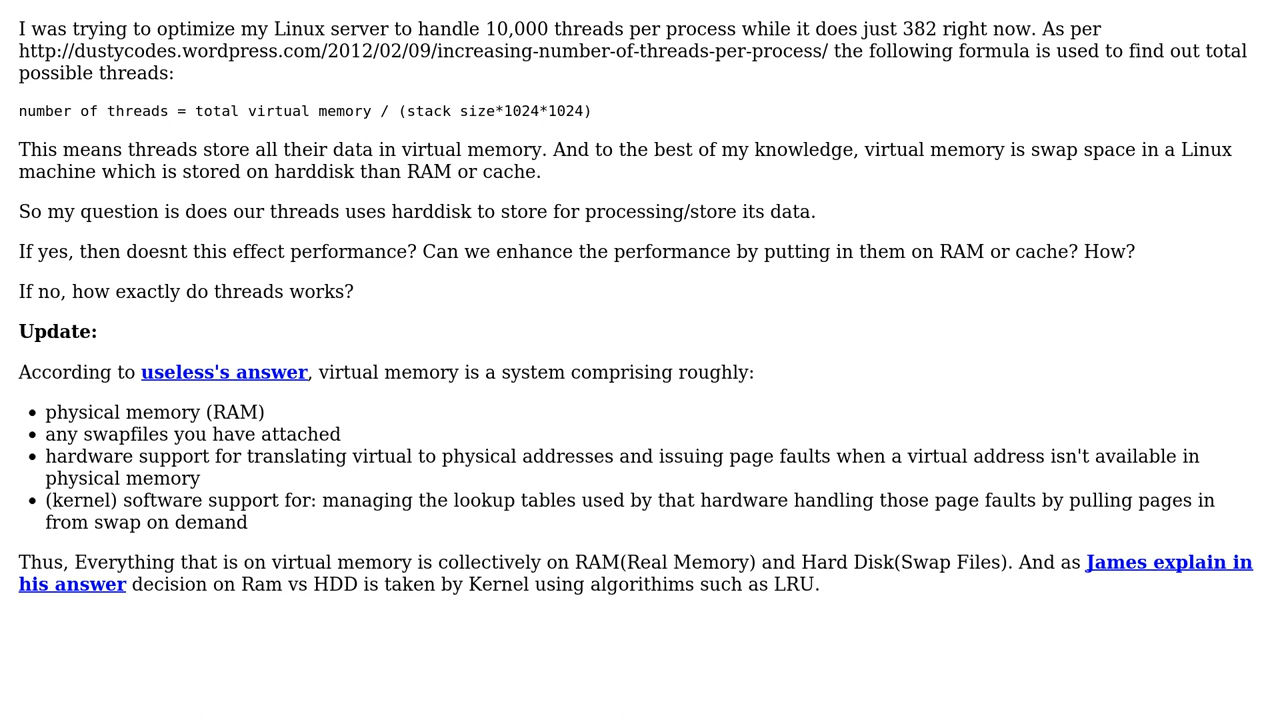 I was trying to optimize my Linux server to handle 10,000 threads per process while it does just 382 right now. As per
http://dustycodes.wordpress.com/2012/02/09/increasing-number-of-threads-per-process/ the following formula is used to find out total
possible threads:
number of threads = total virtual memory / (stack size*1024*1024)
This means threads store all their data in virtual memory. And to the best of my knowledge, virtual memory is swap space in a Linux
machine which is stored on harddisk than RAM or cache.
So my question is does our threads uses harddisk to store for processing/store its data.
If yes, then doesnt this effect performance? Can we enhance the performance by putting in them on RAM or cache? How?
If no, how exactly do threads works?
Update:
According to useless's answer, virtual memory is a system comprising roughly:
• physical memory (RAM)
• any swapfiles you have attached
• hardware support for translating virtual to physical addresses and issuing page faults when a virtual address isn't available in
physical memory
• (kernel) software support for: managing the lookup tables used by that hardware handling those page faults by pulling pages in
from swap on demand
Thus, Everything that is on virtual memory is collectively on RAM(Real Memory) and Hard Disk(Swap Files). And as James explain in
his answer decision on Ram vs HDD is taken by Kernel using algorithims such as LRU.